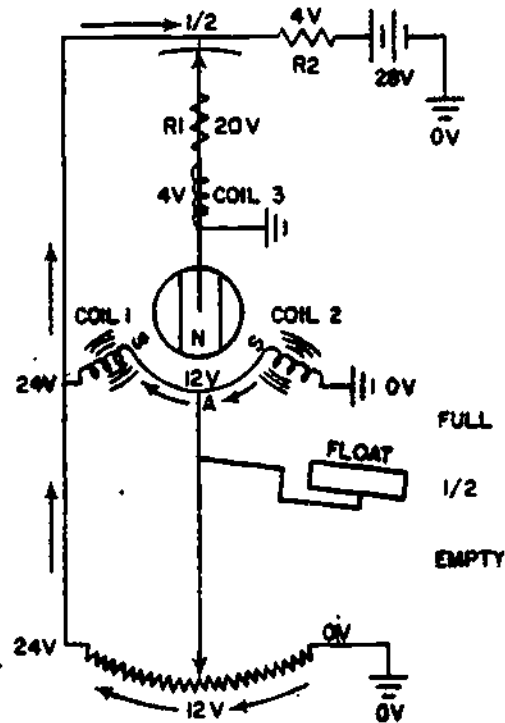 1/2
4V
R2
28V
0V
R1 20V
4V COIL 3
COIL 1
COIL 2
N
S
S
24V
12V
A
0V
FULL
FLOAT
1/2
EMPTY
24V
0V
12V
0V